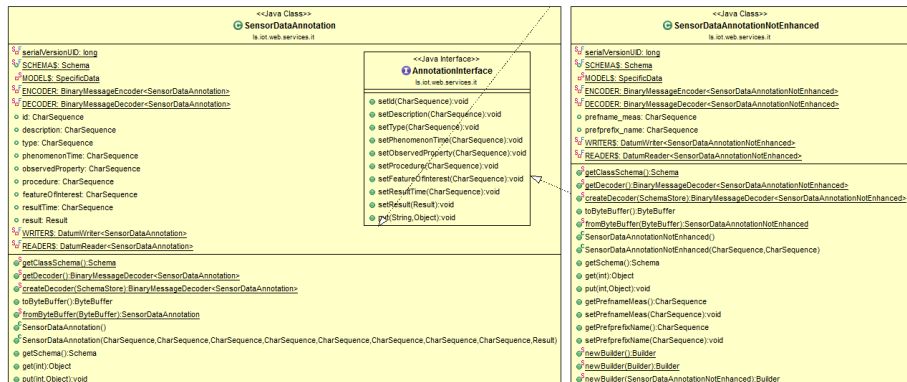 <<Java Class>>
SensorDataAnnotation
ls.iot.web.services.it
serialVersionUID: long
SCHEMA$: Schema
MODEL$: SpecificData
ENCODER: BinaryMessageEncoder<SensorDataAnnotation>
DECODER: BinaryMessageDecoder<SensorDataAnnotation>
id: CharSequence
description: CharSequence
type: CharSequence
phenomenonTime: CharSequence
observedProperty: CharSequence
procedure: CharSequence
featureOfInterest: CharSequence
resultTime: CharSequence
result: Result
WRITER$: DatumWriter<SensorDataAnnotation>
READER$: DatumReader<SensorDataAnnotation>
getClassSchema():Schema
getDecoder():BinaryMessageDecoder<SensorDataAnnotation>
createDecoder(SchemaStore):BinaryMessageDecoder<SensorDataAnnotation>
toByteBuffer():ByteBuffer
fromByteBuffer(ByteBuffer):SensorDataAnnotation
SensorDataAnnotation()
SensorDataAnnotation(CharSequence,CharSequence,CharSequence,CharSequence,CharSequence,CharSequence,CharSequence,CharSequence,Result)
getSchema():Schema
get(int):Object
put(int,Object):void
<<Java Interface>>
AnnotationInterface
ls.iot.web.services.it
setId(CharSequence):void
setDescription(CharSequence):void
setType(CharSequence):void
setPhenomenonTime(CharSequence):void
setObservedProperty(CharSequence):void
setProcedure(CharSequence):void
setFeatureOfInterest(CharSequence):void
setResultTime(CharSequence):void
setResult(Result):void
put(String,Object):void
<<Java Class>>
SensorDataAnnotationNotEnhanced
ls.iot.web.services.it
serialVersionUID: long
SCHEMA$: Schema
MODEL$: SpecificData
ENCODER: BinaryMessageEncoder<SensorDataAnnotationNotEnhanced>
DECODER: BinaryMessageDecoder<SensorDataAnnotationNotEnhanced>
prefname_meas: CharSequence
prefprefix_name: CharSequence
WRITER$: DatumWriter<SensorDataAnnotationNotEnhanced>
READER$: DatumReader<SensorDataAnnotationNotEnhanced>
getClassSchema():Schema
getDecoder():BinaryMessageDecoder<SensorDataAnnotationNotEnhanced>
createDecoder(SchemaStore):BinaryMessageDecoder<SensorDataAnnotationNotEnhanced>
toByteBuffer():ByteBuffer
fromByteBuffer(ByteBuffer):SensorDataAnnotationNotEnhanced
SensorDataAnnotationNotEnhanced()
SensorDataAnnotationNotEnhanced(CharSequence,CharSequence)
getSchema():Schema
get(int):Object
put(int,Object):void
getPrefnameMeas():CharSequence
setPrefnameMeas(CharSequence):void
getPrefprefixName():CharSequence
setPrefprefixName(CharSequence):void
newBuilder():Builder
newBuilder(Builder):Builder
newBuilder(SensorDataAnnotationNotEnhanced):Builder